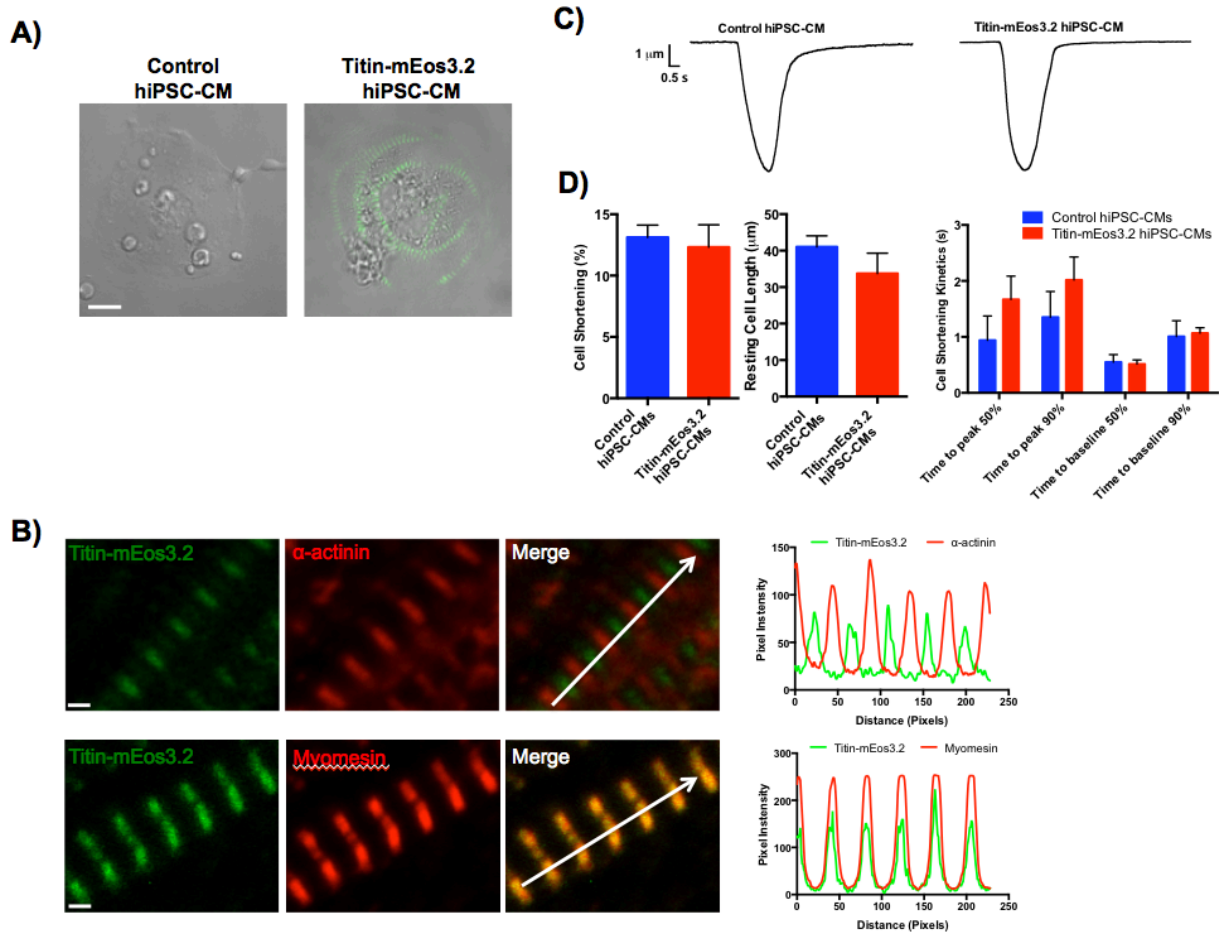 A)
Control
hiPSC-CM
Titin-mEos3.2
hiPSC-CM
C)
Control hiPSC-CM
Titin-mEos3.2 hiPSC-CM
1 μm
0.5 s
D)
Cell Shortening (%)
15
10
5
0
Control
hiPSC-CMs
Titin-mEos3.2
hiPSC-CMs
Resting Cell Length (μm)
50
40
30
20
10
0
Control
hiPSC-CMs
Titin-mEos3.2
hiPSC-CMs
Control hiPSC-CMs
Titin-mEos3.2 hiPSC-CMs
Cell Shortening Kinetics (s)
3
2
1
0
Time to peak 50%
Time to peak 90%
Time to baseline 50%
Time to baseline 90%
B)
Titin-mEos3.2
α-actinin
Merge
Titin-mEos3.2
α-actinin
Pixel Instensity
150
100
50
0
0
50
100
150
200
250
Distance (Pixels)
Titin-mEos3.2
Myomesin
Merge
Titin-mEos3.2
Myomesin
Pixel Instensity
300
200
100
0
0
50
100
150
200
250
Distance (Pixels)